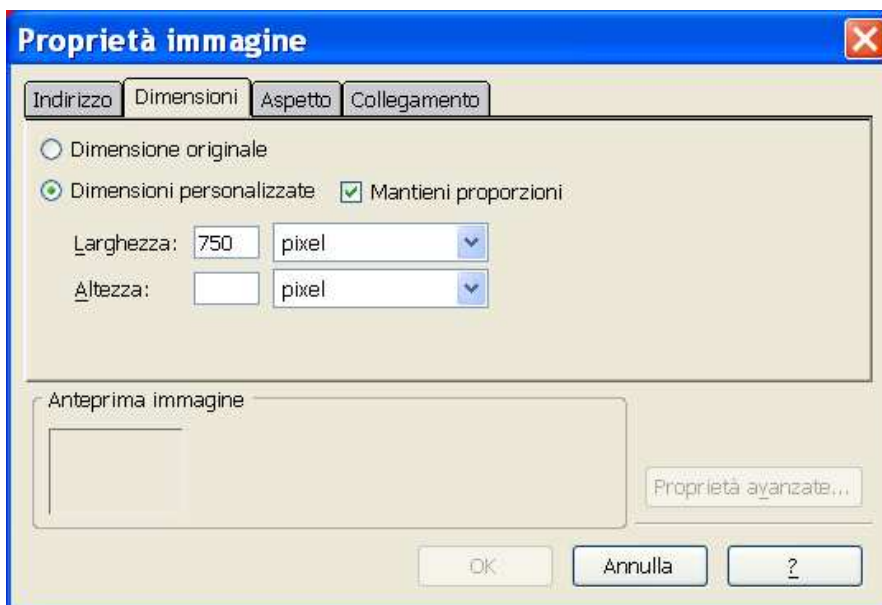 Proprietà immagine
Indirizzo Dimensioni Aspetto Collegamento
Dimensione originale
Dimensioni personalizzate Mantieni proporzioni
Larghezza: 750 pixel
Altezza: pixel
Anteprima immagine
Proprietà avanzate...
OK Annulla ?